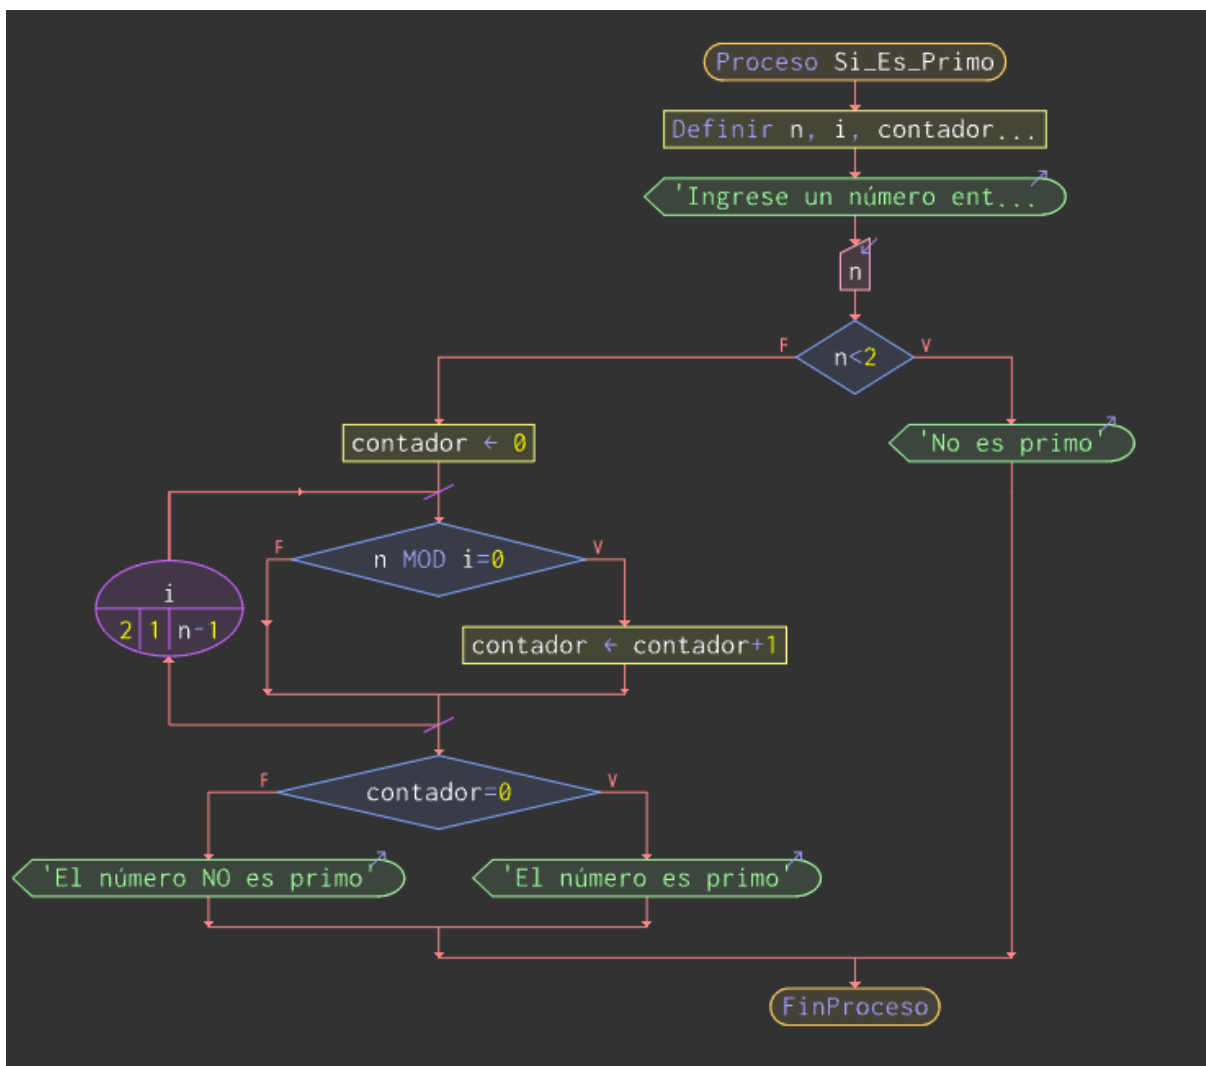 Proceso Si_Es_Primo
Definir n, i, contador...
'Ingrese un número ent...
n
F
n<2
V
contador ← 0
'No es primo'
F
n MOD i=0
V
i
2 1 n-1
contador ← contador+1
F
contador=0
V
'El número NO es primo'
'El número es primo'
FinProceso